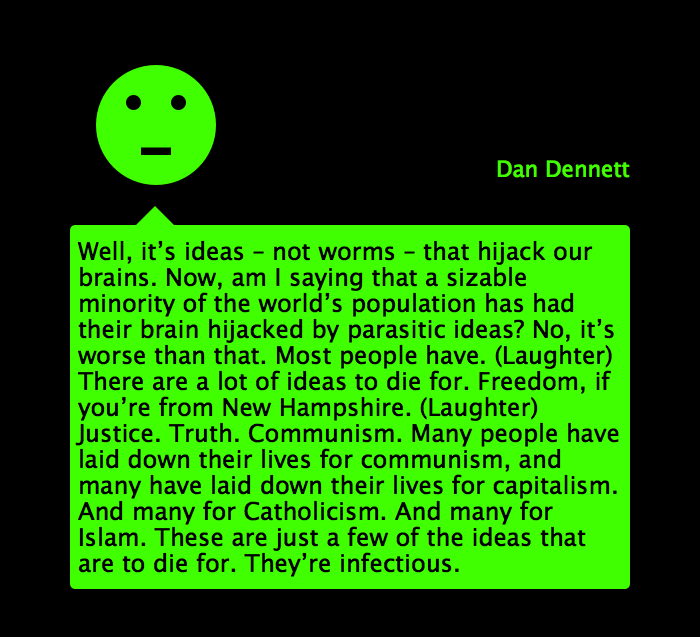 Dan Dennett
Well, it's ideas – not worms – that hijack our
brains. Now, am I saying that a sizable
minority of the world's population has had
their brain hijacked by parasitic ideas? No, it's
worse than that. Most people have. (Laughter)
There are a lot of ideas to die for. Freedom, if
you're from New Hampshire. (Laughter)
Justice. Truth. Communism. Many people have
laid down their lives for communism, and
many have laid down their lives for capitalism.
And many for Catholicism. And many for
Islam. These are just a few of the ideas that
are to die for. They're infectious.